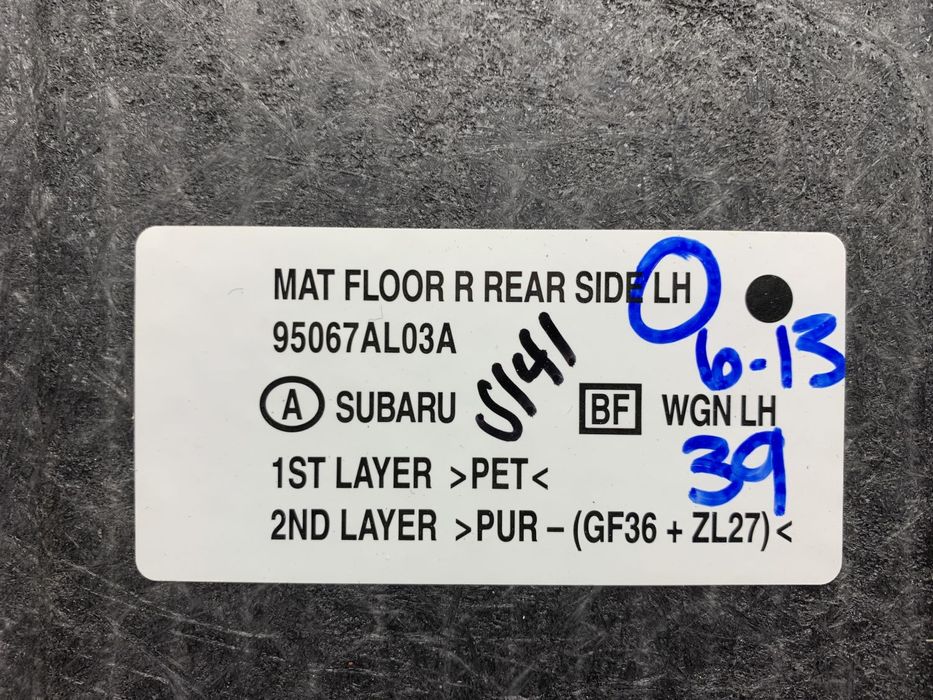 MAT FLOOR R REAR SIDE LH
95067AL03A
6-13
S141
A SUBARU BF WGN LH
39
1ST LAYER >PET<
2ND LAYER >PUR – (GF36 + ZL27)<